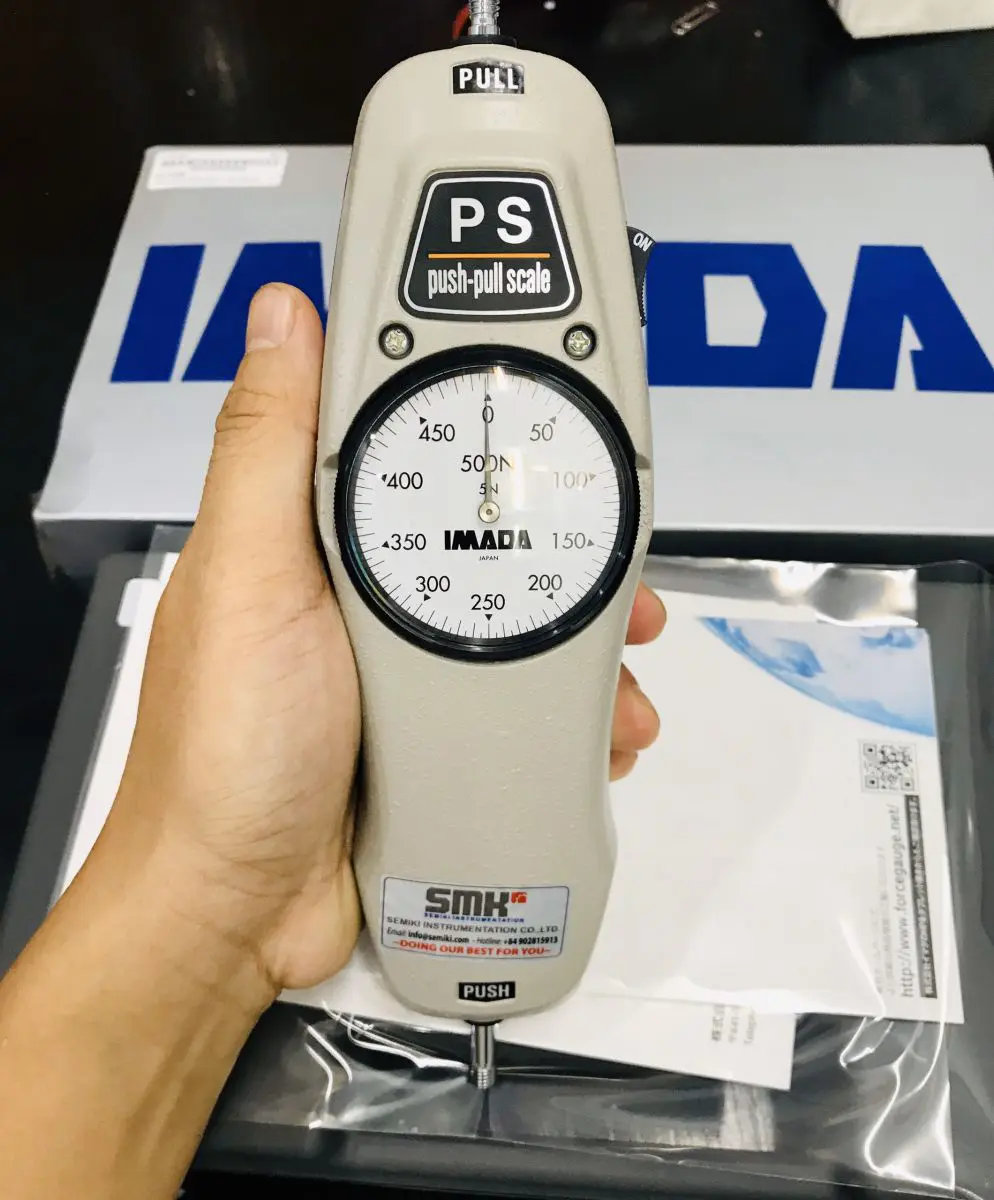 PULL
PS
push-pull scale
ON
IMADA
0
50
100
150
200
250
300
350
400
450
500N
5N
IMADA
JAPAN
SMK
SEMIKI INSTRUMENTATION
SEMIKI INSTRUMENTATION CO.,LTD
Email: info@semiki.com - Hotline: +84 902815913
~DOING OUR BEST FOR YOU~
PUSH
http://www.forcegauge.net/
株式